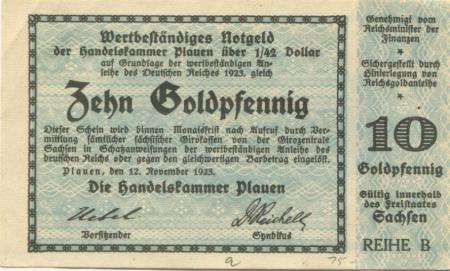 Wertbeständiges Notgeld
der Handelskammer Plauen über 1/42 Dollar
auf Grundlage der wertbeständigen An-
leihe des Deutschen Reiches 1923, gleich
Zehn Goldpfennig
Dieser Schein wird binnen Monatsfrist nach Aufruf durch Ver-
mittlung sämtlicher sächsischer Girokassen von der Girozentrale
Sachsen in Schatzanweisungen der wertbeständigen Anleihe des
deutschen Reichs oder gegen den gleichwertigen Barbetrag eingelöst.
Plauen, den 12. November 1923.
Die Handelskammer Plauen
Vorsitzender
Syndikus
Genehmigt vom
Reichsminister der
Finanzen
*
Sichergestellt durch
Hinterlegung von
Reichsgoldanleihe
*
10
Goldpfennig
Gültig innerhalb
des Freistaates
Sachsen
REIHE B
a
-75-